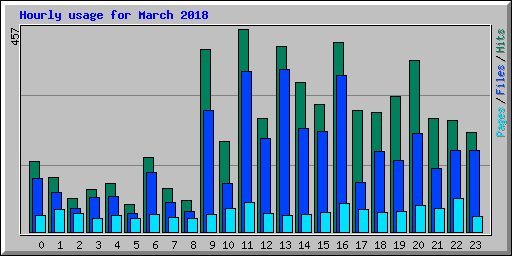 Hourly usage for March 2018
457
Pages/Files/Hits
0 1 2 3 4 5 6 7 8 9 10 11 12 13 14 15 16 17 18 19 20 21 22 23